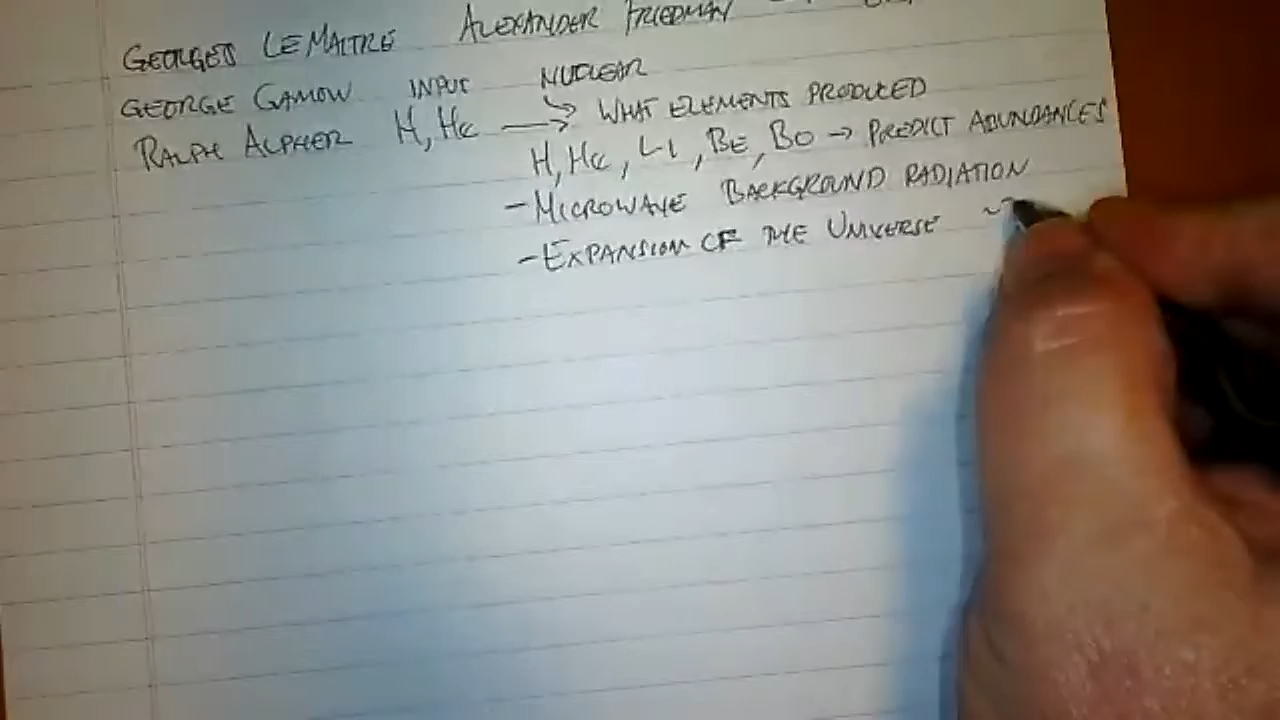 GEORGES LEMAITRE ALEXANDER FRIEDMAN
GEORGE GAMOW INPUT NUCLEAR
RALPH ALPHER H, He → WHAT ELEMENTS PRODUCED
H, He, LI, BE, BO → PREDICT ABUNDANCES
- MICROWAVE BACKGROUND RADIATION
- EXPANSION OF THE UNIVERSE ~